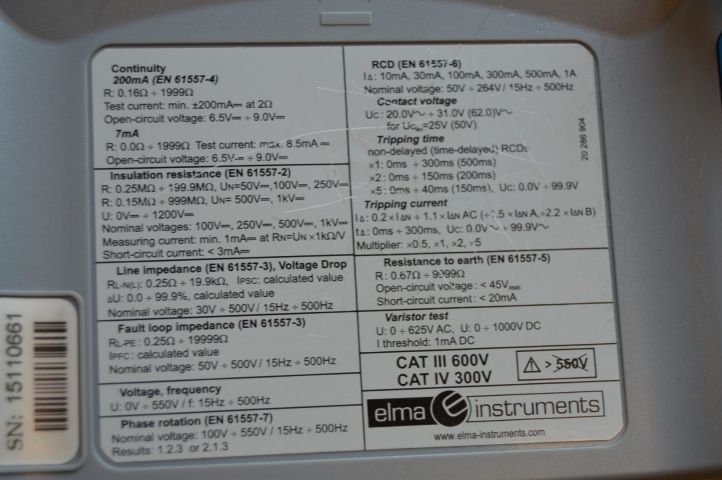 Continuity
200mA (EN 61557-4)
R: 0.16Ω ÷ 1999Ω
Test current: min. ±200mA⎓ at 2Ω
Open-circuit voltage: 6.5V⎓ ÷ 9.0V⎓
7mA
R: 0.0Ω ÷ 1999Ω Test current: max. 8.5mA⎓
Open-circuit voltage: 6.5V⎓ ÷ 9.0V⎓
Insulation resistance (EN 61557-2)
R: 0.25MΩ ÷ 199.9MΩ, UN=50V⎓,100V⎓, 250V⎓
R: 0.15MΩ ÷ 999MΩ, UN= 500V⎓, 1kV⎓
U: 0V⎓ ÷ 1200V⎓
Nominal voltages: 100V⎓, 250V⎓, 500V⎓, 1kV⎓
Measuring current: min. 1mA⎓ at RN=UN x1kΩ/V
Short-circuit current: < 3mA⎓
Line impedance (EN 61557-3), Voltage Drop
RL-N(L): 0.25Ω ÷ 19.9kΩ, IPSC: calculated value
ΔU: 0.0 ÷ 99.9%, calculated value
Nominal voltage: 30V ÷ 500V / 15Hz ÷ 500Hz
Fault loop impedance (EN 61557-3)
RL-PE: 0.25Ω ÷ 19999Ω
IPFC: calculated value
Nominal voltage: 50V ÷ 500V / 15Hz ÷ 500Hz
Voltage, frequency
U: 0V ÷ 550V / f: 15Hz ÷ 500Hz
Phase rotation (EN 61557-7)
Nominal voltage: 100V ÷ 550V / 15Hz ÷ 500Hz
Results: 1.2.3 or 2.1.3
RCD (EN 61557-6)
IΔ: 10mA, 30mA, 100mA, 300mA, 500mA, 1A
Nominal voltage: 50V ÷ 264V / 15Hz ÷ 500Hz
Contact voltage
Uc: 20.0V~ ÷ 31.0V (62.0)V~
for =25V (50V)
Tripping time
non-delayed (time-delayed) RCDs
x1: 0ms ÷ 300ms (500ms)
x2: 0ms ÷ 150ms (200ms)
x5: 0ms ÷ 40ms (150ms), Uc: 0.0V ÷ 99.9V
Tripping current
IΔ: 0.2 x IΔN ÷ 1.1 x IΔN AC (÷1.5 x IΔN A,÷2.2 x IΔN B)
tΔ: 0ms ÷ 300ms, Uc: 0.0V~ ÷ 99.9V~
Multiplier: x0.5, x1, x2, x5
Resistance to earth (EN 61557-5)
R: 0.67Ω ÷ 9999Ω
Open-circuit voltage: < 45VRMS
Short-circuit current: < 20mA
Varistor test
U: 0 ÷ 625V AC, U: 0 ÷ 1000V DC
I threshold: 1mA DC
CAT III 600V
CAT IV 300V
> 550V
elma instruments
www.elma-instruments.com
20 286 904
SN: 15110661